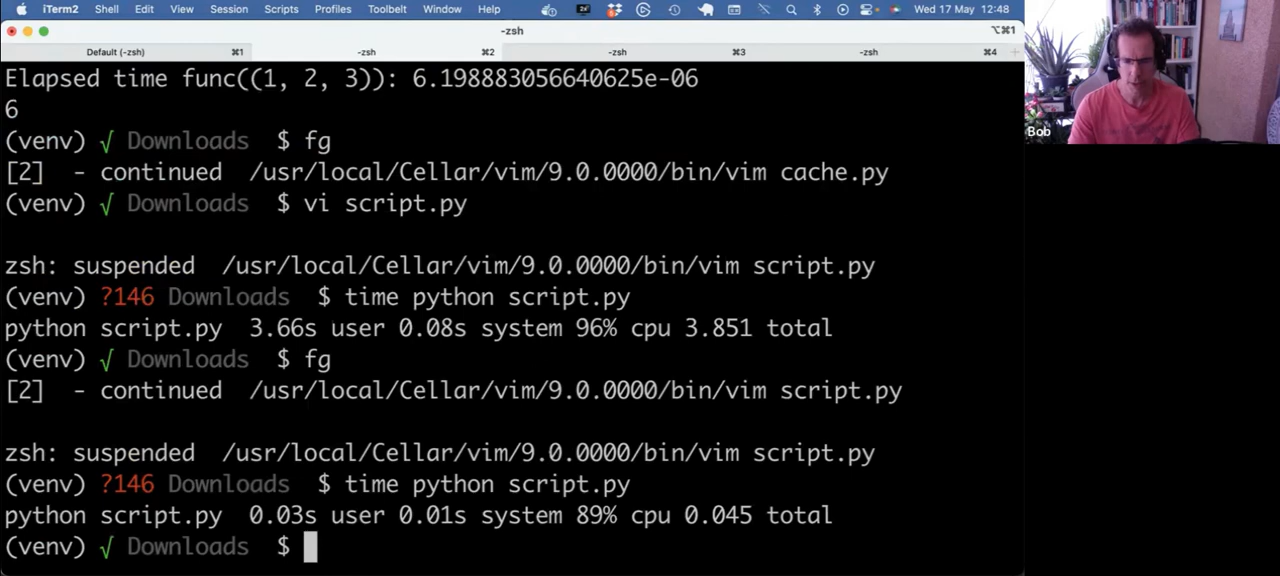 iTerm2 Shell Edit View Session Scripts Profiles Toolbelt Window Help Wed 17 May 12:48
-zsh ⌥⌘1
Default (-zsh) ⌘1 -zsh ⌘2 -zsh ⌘3 -zsh ⌘4
Elapsed time func((1, 2, 3)): 6.198883056640625e-06
6
(venv) √ Downloads $ fg
[2] - continued /usr/local/Cellar/vim/9.0.0000/bin/vim cache.py
(venv) √ Downloads $ vi script.py
zsh: suspended /usr/local/Cellar/vim/9.0.0000/bin/vim script.py
(venv) ?146 Downloads $ time python script.py
python script.py 3.66s user 0.08s system 96% cpu 3.851 total
(venv) √ Downloads $ fg
[2] - continued /usr/local/Cellar/vim/9.0.0000/bin/vim script.py
zsh: suspended /usr/local/Cellar/vim/9.0.0000/bin/vim script.py
(venv) ?146 Downloads $ time python script.py
python script.py 0.03s user 0.01s system 89% cpu 0.045 total
(venv) √ Downloads $
Bob